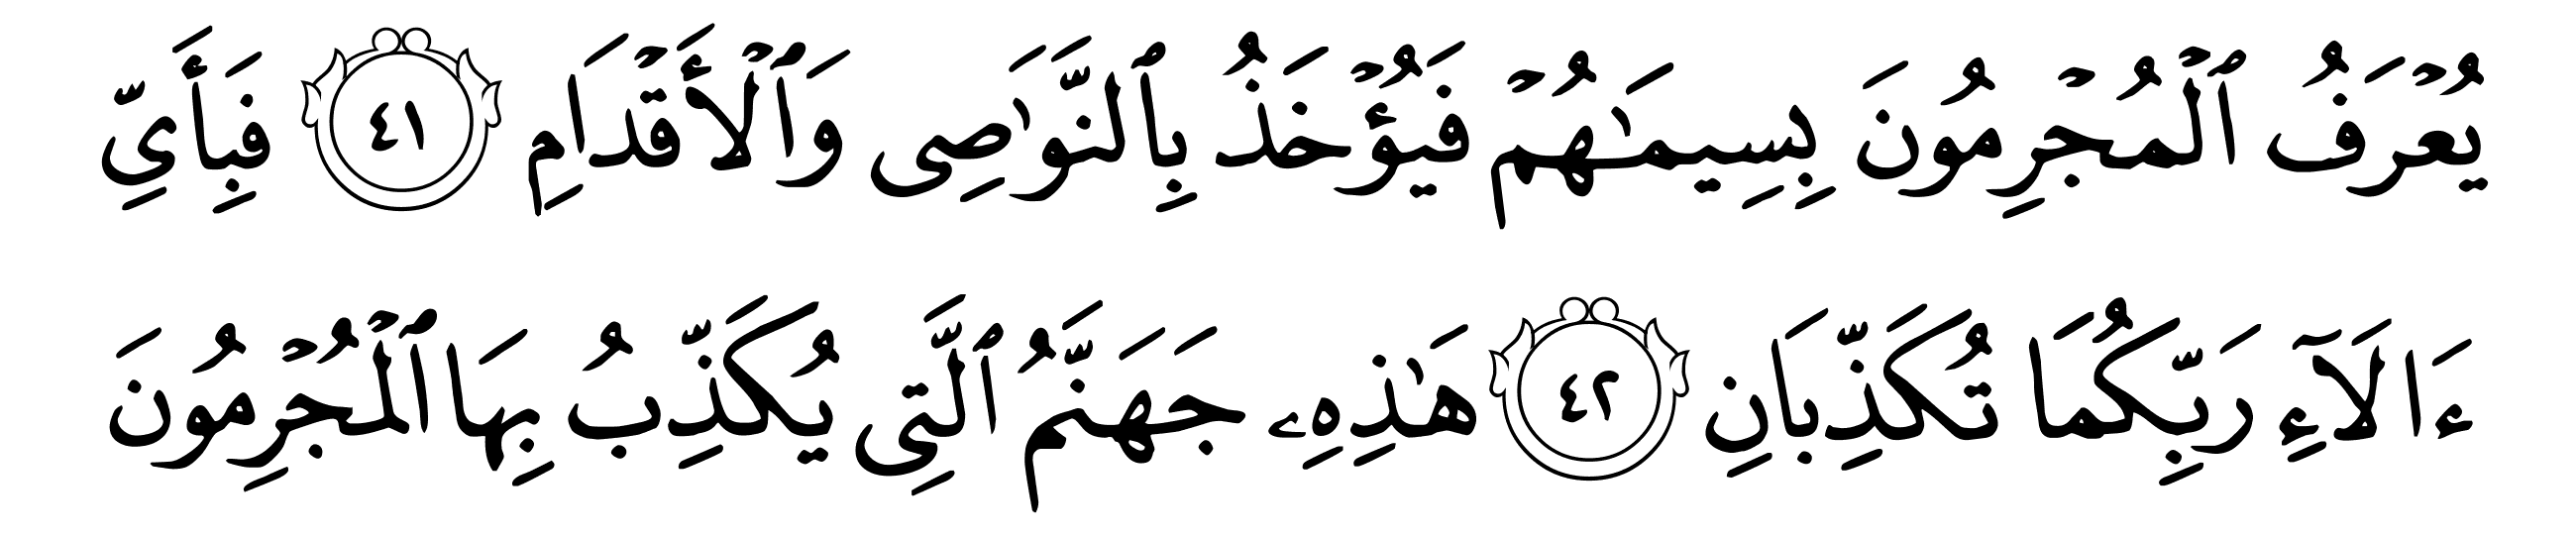 يُعۡرَفُ ٱلۡمُجۡرِمُونَ بِسِيمَـٰهُمۡ فَيُؤۡخَذُ بِٱلنَّوَٰصِى وَٱلۡأَقۡدَامِ ٤١ فَبِأَىِّ
ءَالَآءِ رَبِّكُمَا تُكَذِّبَانِ ٤٢ هَـٰذِهِۦ جَهَنَّمُ ٱلَّتِى يُكَذِّبُ بِهَا ٱلۡمُجۡرِمُونَ